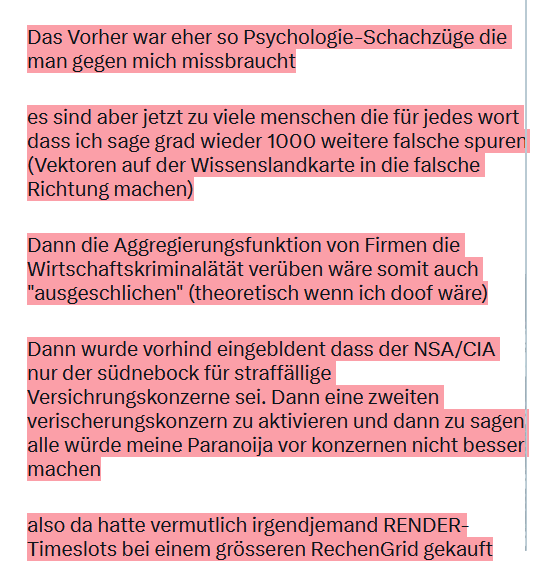 Das Vorher war eher so Psychologie-Schachzüge die
man gegen mich missbraucht
es sind aber jetzt zu viele menschen die für jedes wort
dass ich sage grad wieder 1000 weitere falsche spuren
(Vektoren auf der Wissenslandkarte in die falsche
Richtung machen)
Dann die Aggregierungsfunktion von Firmen die
Wirtschaftskriminalätät verüben wäre somit auch
"ausgeschlichen" (theoretisch wenn ich doof wäre)
Dann wurde vorhind eingebldent dass der NSA/CIA
nur der südnebock für straffällige
Versichrungskonzerne sei. Dann eine zweiten
verischerungskonzern zu aktivieren und dann zu sagen
alle würde meine Paranoija vor konzernen nicht besser
machen
also da hatte vermutlich irgendjemand RENDER-
Timeslots bei einem grösseren RechenGrid gekauft